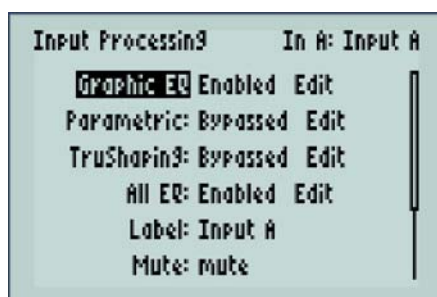 Input Processing In A: Input A
Graphic EQ Enabled Edit
Parametric: Bypassed Edit
TruShaping: Bypassed Edit
All EQ: Enabled Edit
Label: Input A
Mute: mute